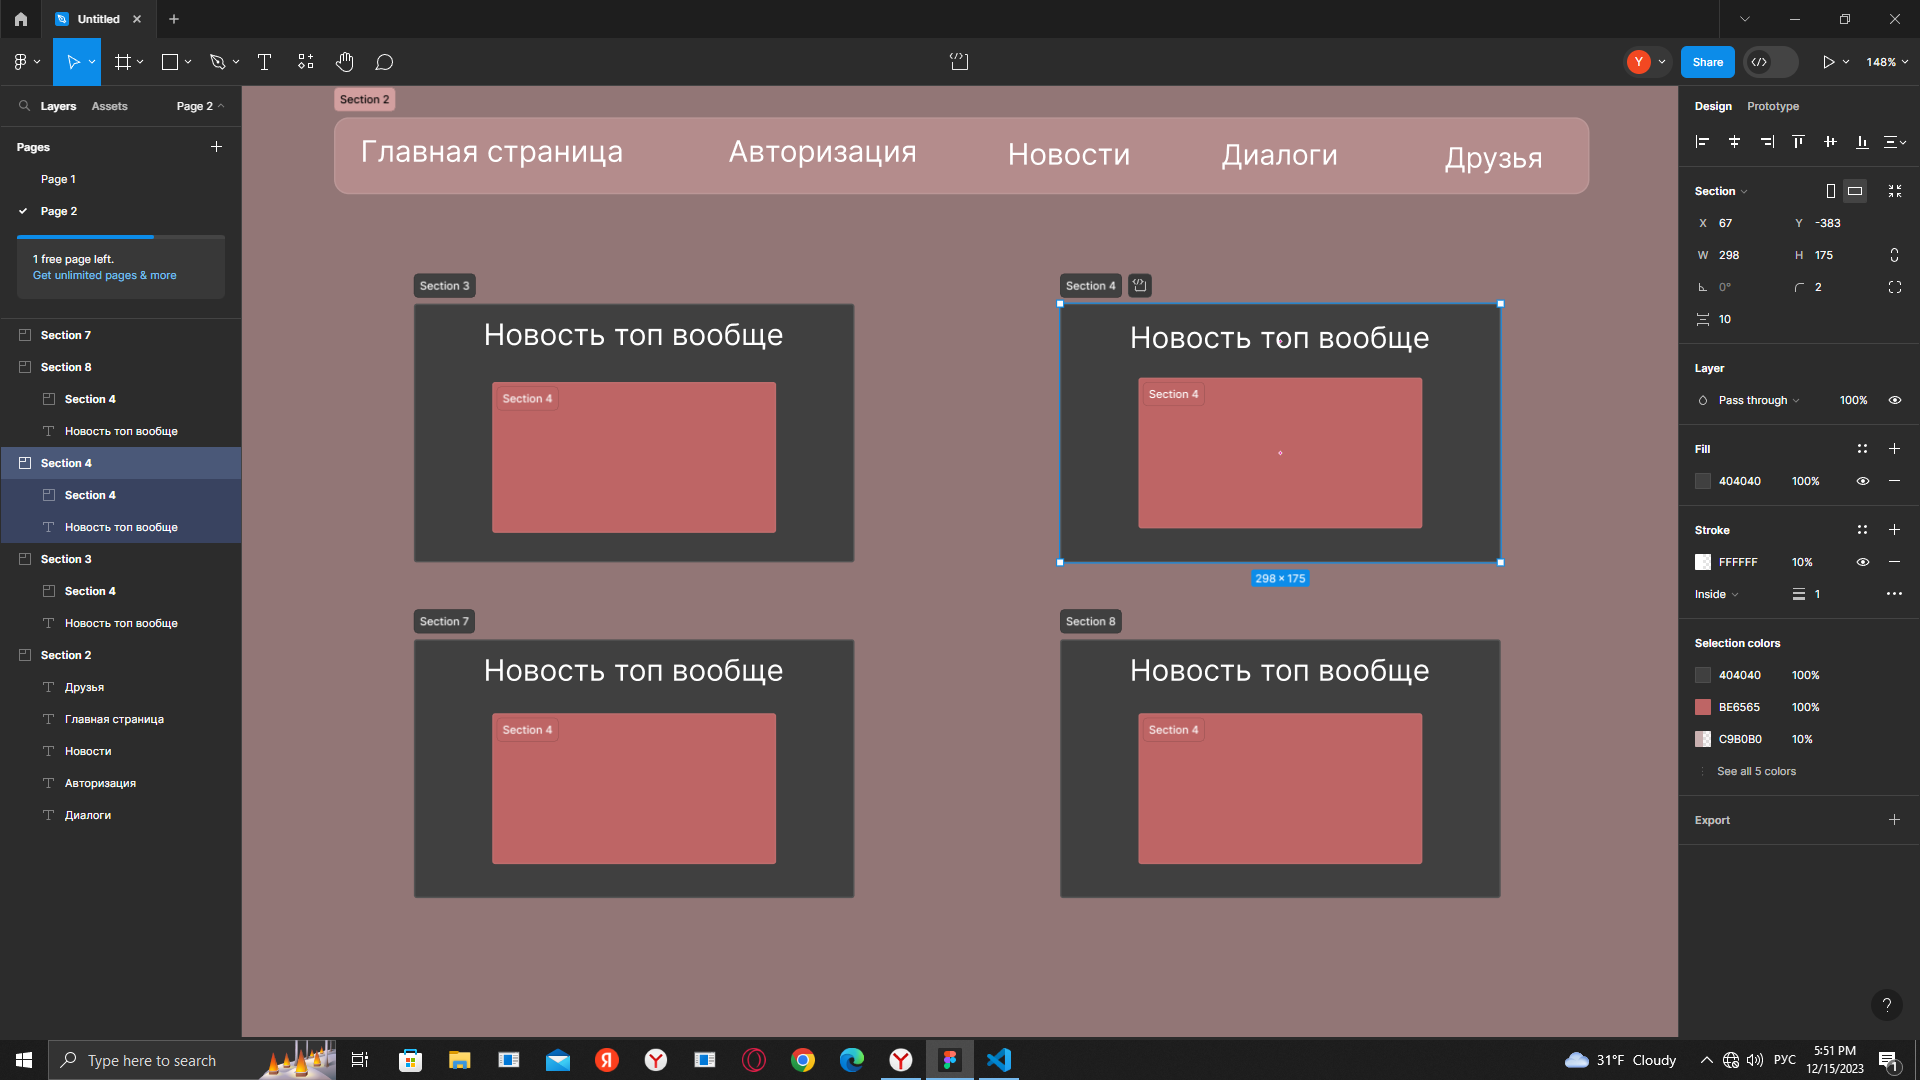 Untitled
Share
148%
Layers
Assets
Page 2
Pages
Page 1
Page 2
1 free page left.
Get unlimited pages & more
Section 7
Section 8
Section 4
Новость топ вообще
Section 4
Section 4
Новость топ вообще
Section 3
Section 4
Новость топ вообще
Section 2
Друзья
Главная страница
Новости
Авторизация
Диалоги
Section 2
Главная страница
Авторизация
Новости
Диалоги
Друзья
Section 3
Новость топ вообще
Section 4
Section 4
Новость топ вообще
Section 4
298 × 175
Section 7
Новость топ вообще
Section 4
Section 8
Новость топ вообще
Section 4
Design
Prototype
Section
X 67
Y -383
W 298
H 175
0°
2
10
Layer
Pass through
100%
Fill
404040 100%
Stroke
FFFFFF 10%
Inside
1
Selection colors
404040 100%
BE6565 100%
C9B0B0 10%
See all 5 colors
Export
?
Type here to search
31°F Cloudy
РУС
5:51 PM
12/15/2023
1